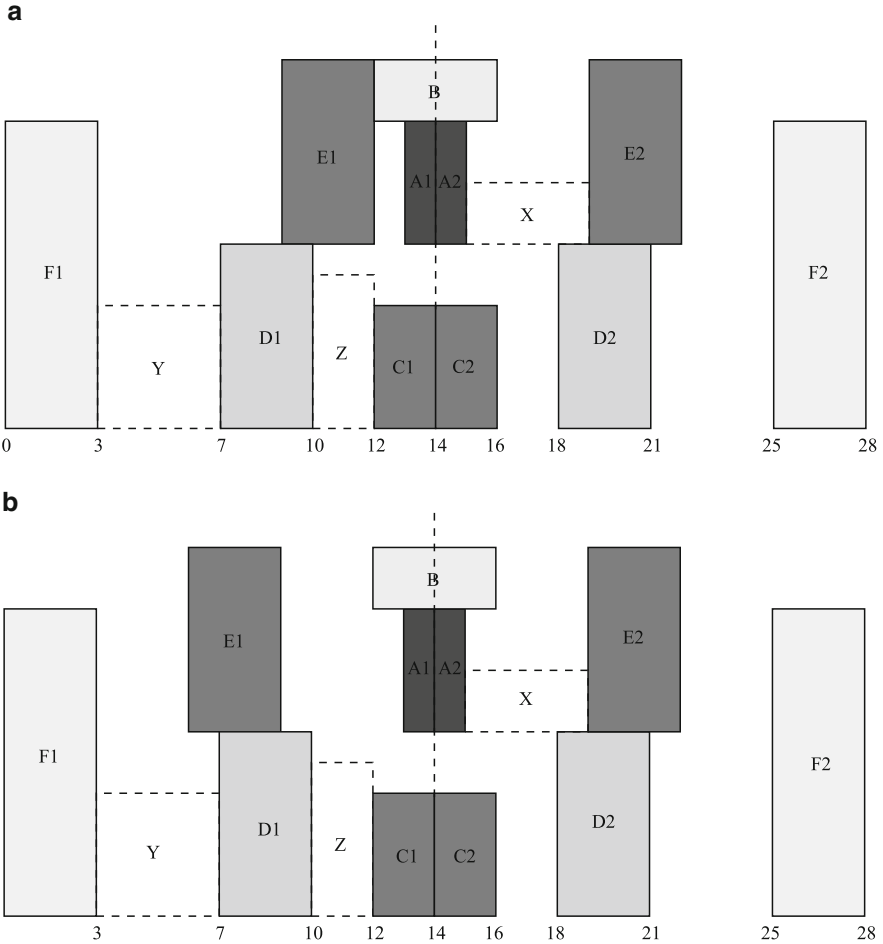 a
B
E1 A1 A2 E2
X
F1 F2
D1 Z D2
Y C1 C2
0 3 7 10 12 14 16 18 21 25 28
b
B
E1 A1 A2 E2
X
F1 F2
D1 D2
Y Z C1 C2
3 7 10 12 14 16 18 21 25 28